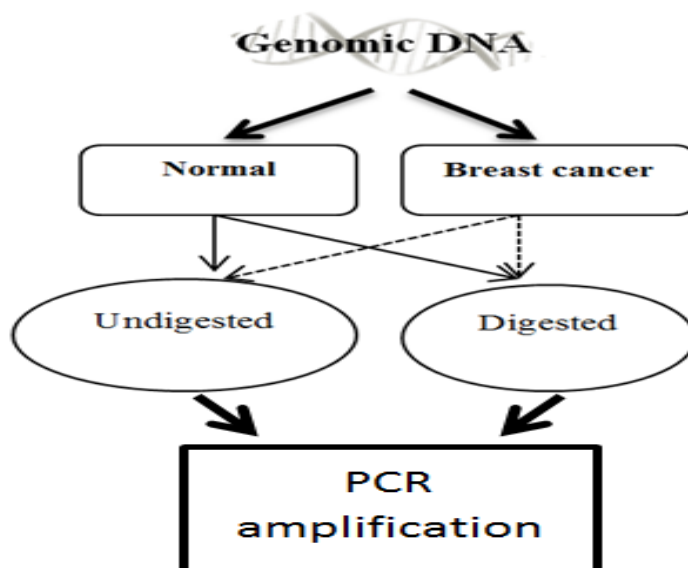 Genomic DNA
Normal
Breast cancer
Undigested
Digested
PCR
amplification